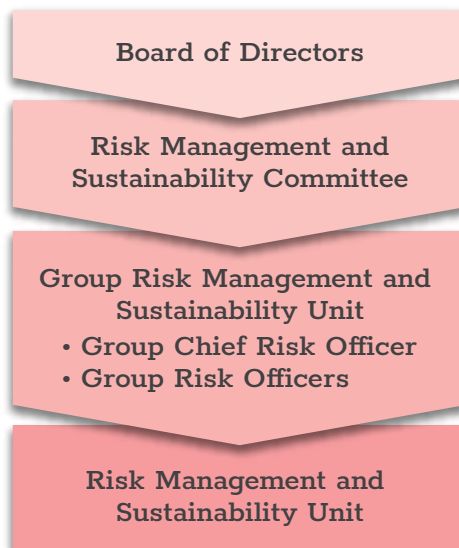 Board of Directors
Risk Management and
Sustainability Committee
Group Risk Management and
Sustainability Unit
• Group Chief Risk Officer
• Group Risk Officers
Risk Management and
Sustainability Unit